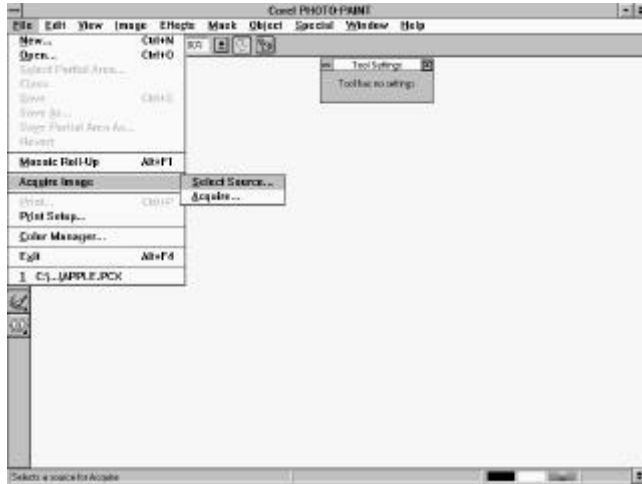 Corel PHOTO-PAINT
File Edit View Image Effects Mask Object Special Window Help
New... Ctrl+N
Open... Ctrl+O
Select Partial Area...
Close
Save Ctrl+S
Save As...
Save Partial Area As...
Revert
Mosaic Roll-Up Alt+F1
Acquire Image
Select Source...
Acquire...
Print... Ctrl+P
Print Setup...
Color Manager...
Exit Alt+F4
1 C:\...\APPLE.PCX
Tool Settings
Tool has no settings
Selects a source for Acquire